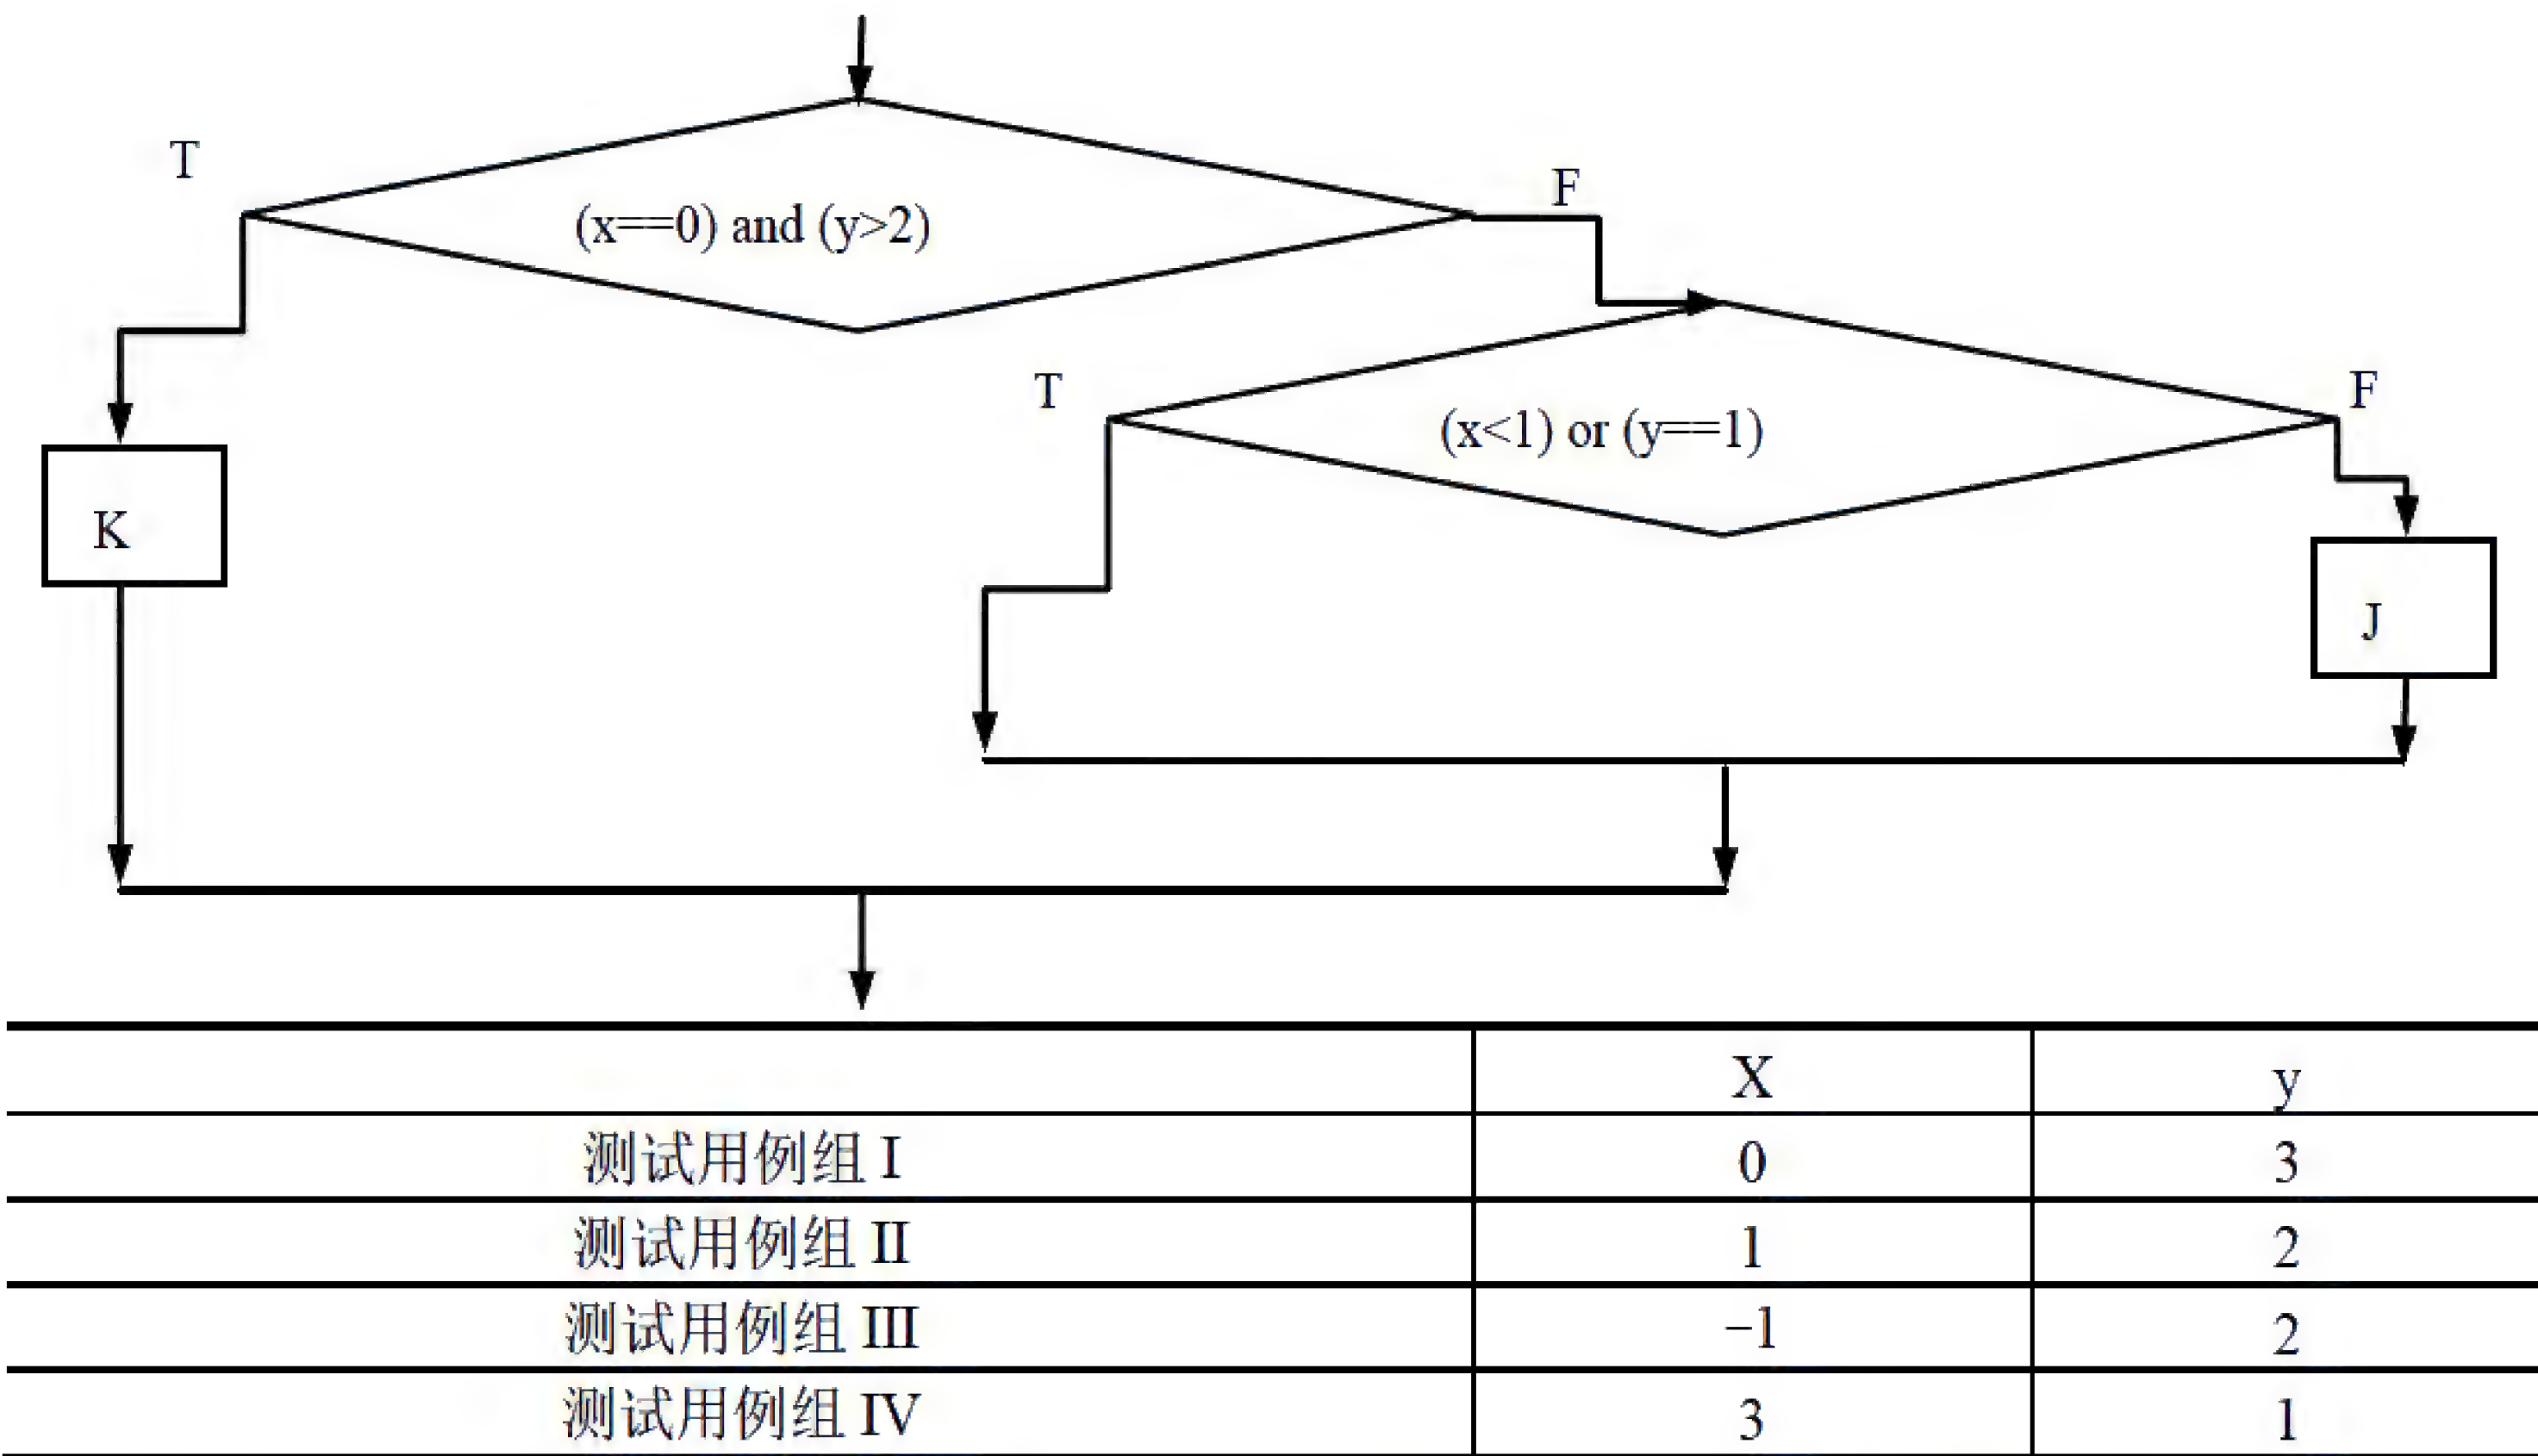 T
F
(x==0) and (y>2)
T
F
(x<1) or (y==1)
K
J
X y
测试用例组 I 0 3
测试用例组 II 1 2
测试用例组 III -1 2
测试用例组 IV 3 1